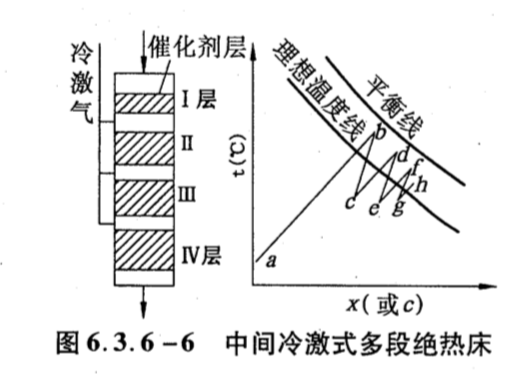 冷激气
催化剂层
Ⅰ层
Ⅱ
Ⅲ
Ⅳ层
t(℃)
理想温度线
平衡线
a
b
c
d
e
f
g
h
x(或c)
图6.3.6-6 中间冷激式多段绝热床